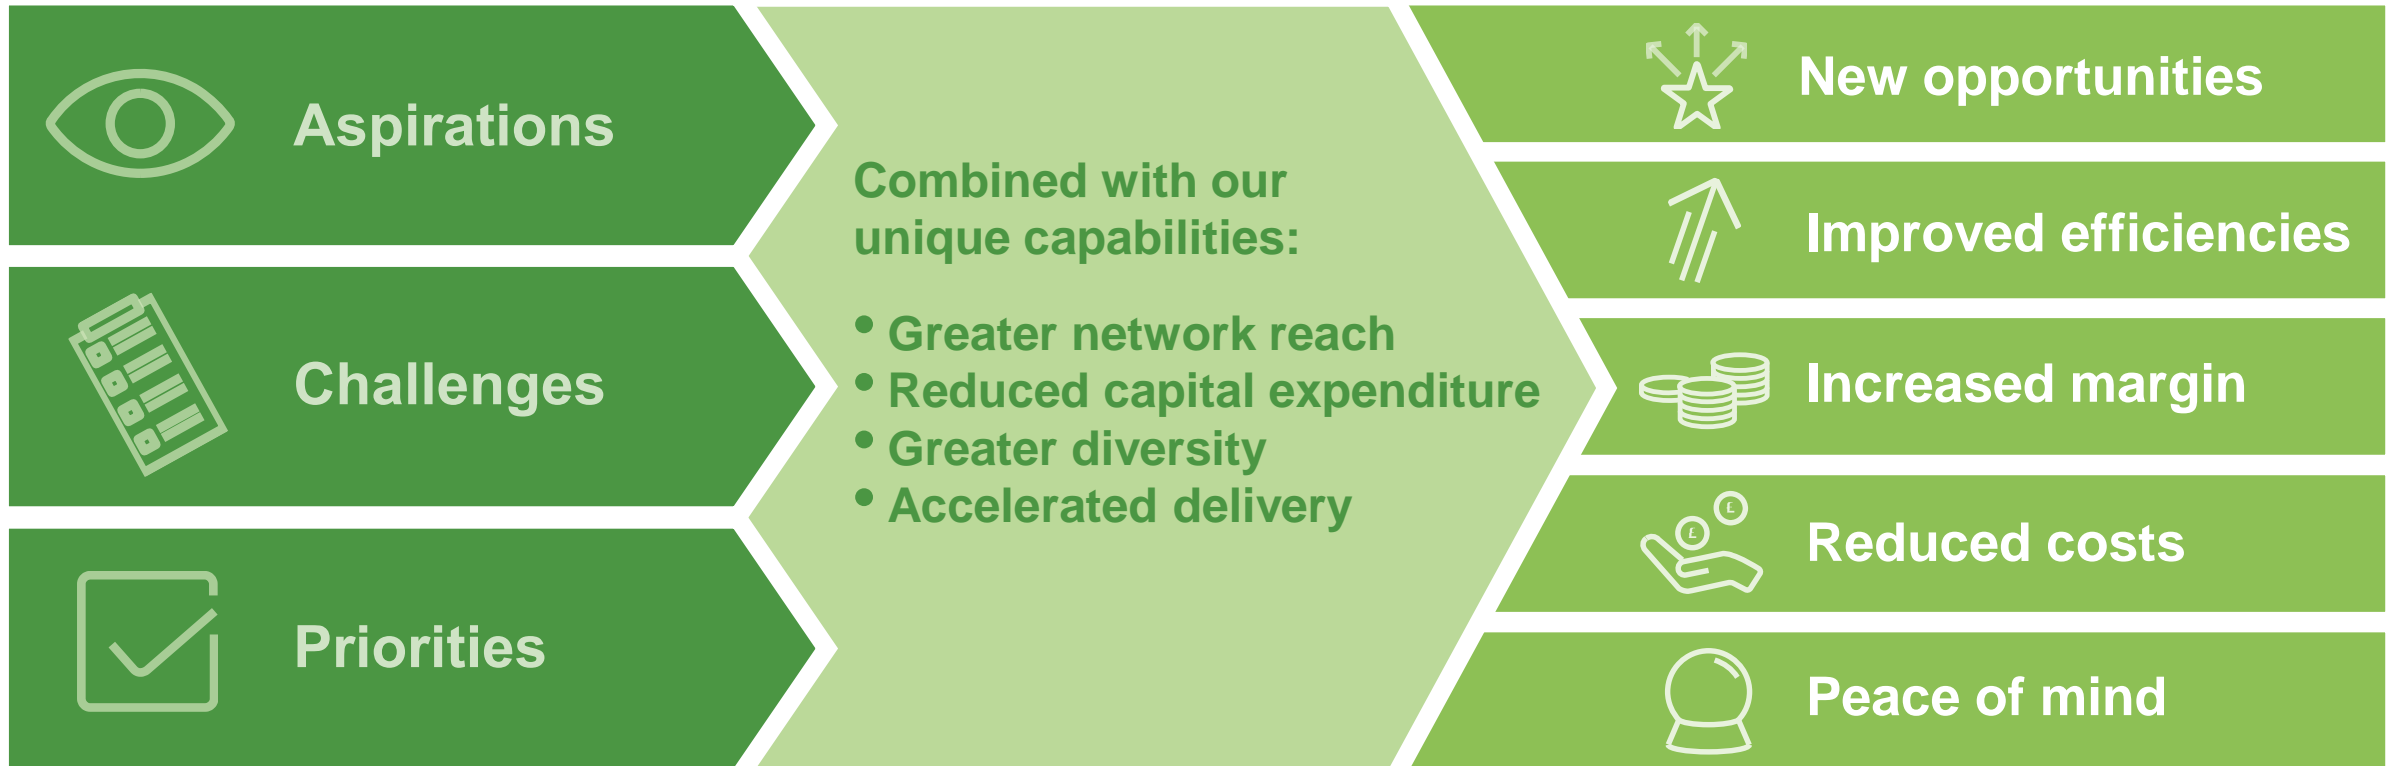 Aspirations
Challenges
Priorities
Combined with our
unique capabilities:
• Greater network reach
• Reduced capital expenditure
• Greater diversity
• Accelerated delivery
New opportunities
Improved efficiencies
Increased margin
£
£
Reduced costs
Peace of mind